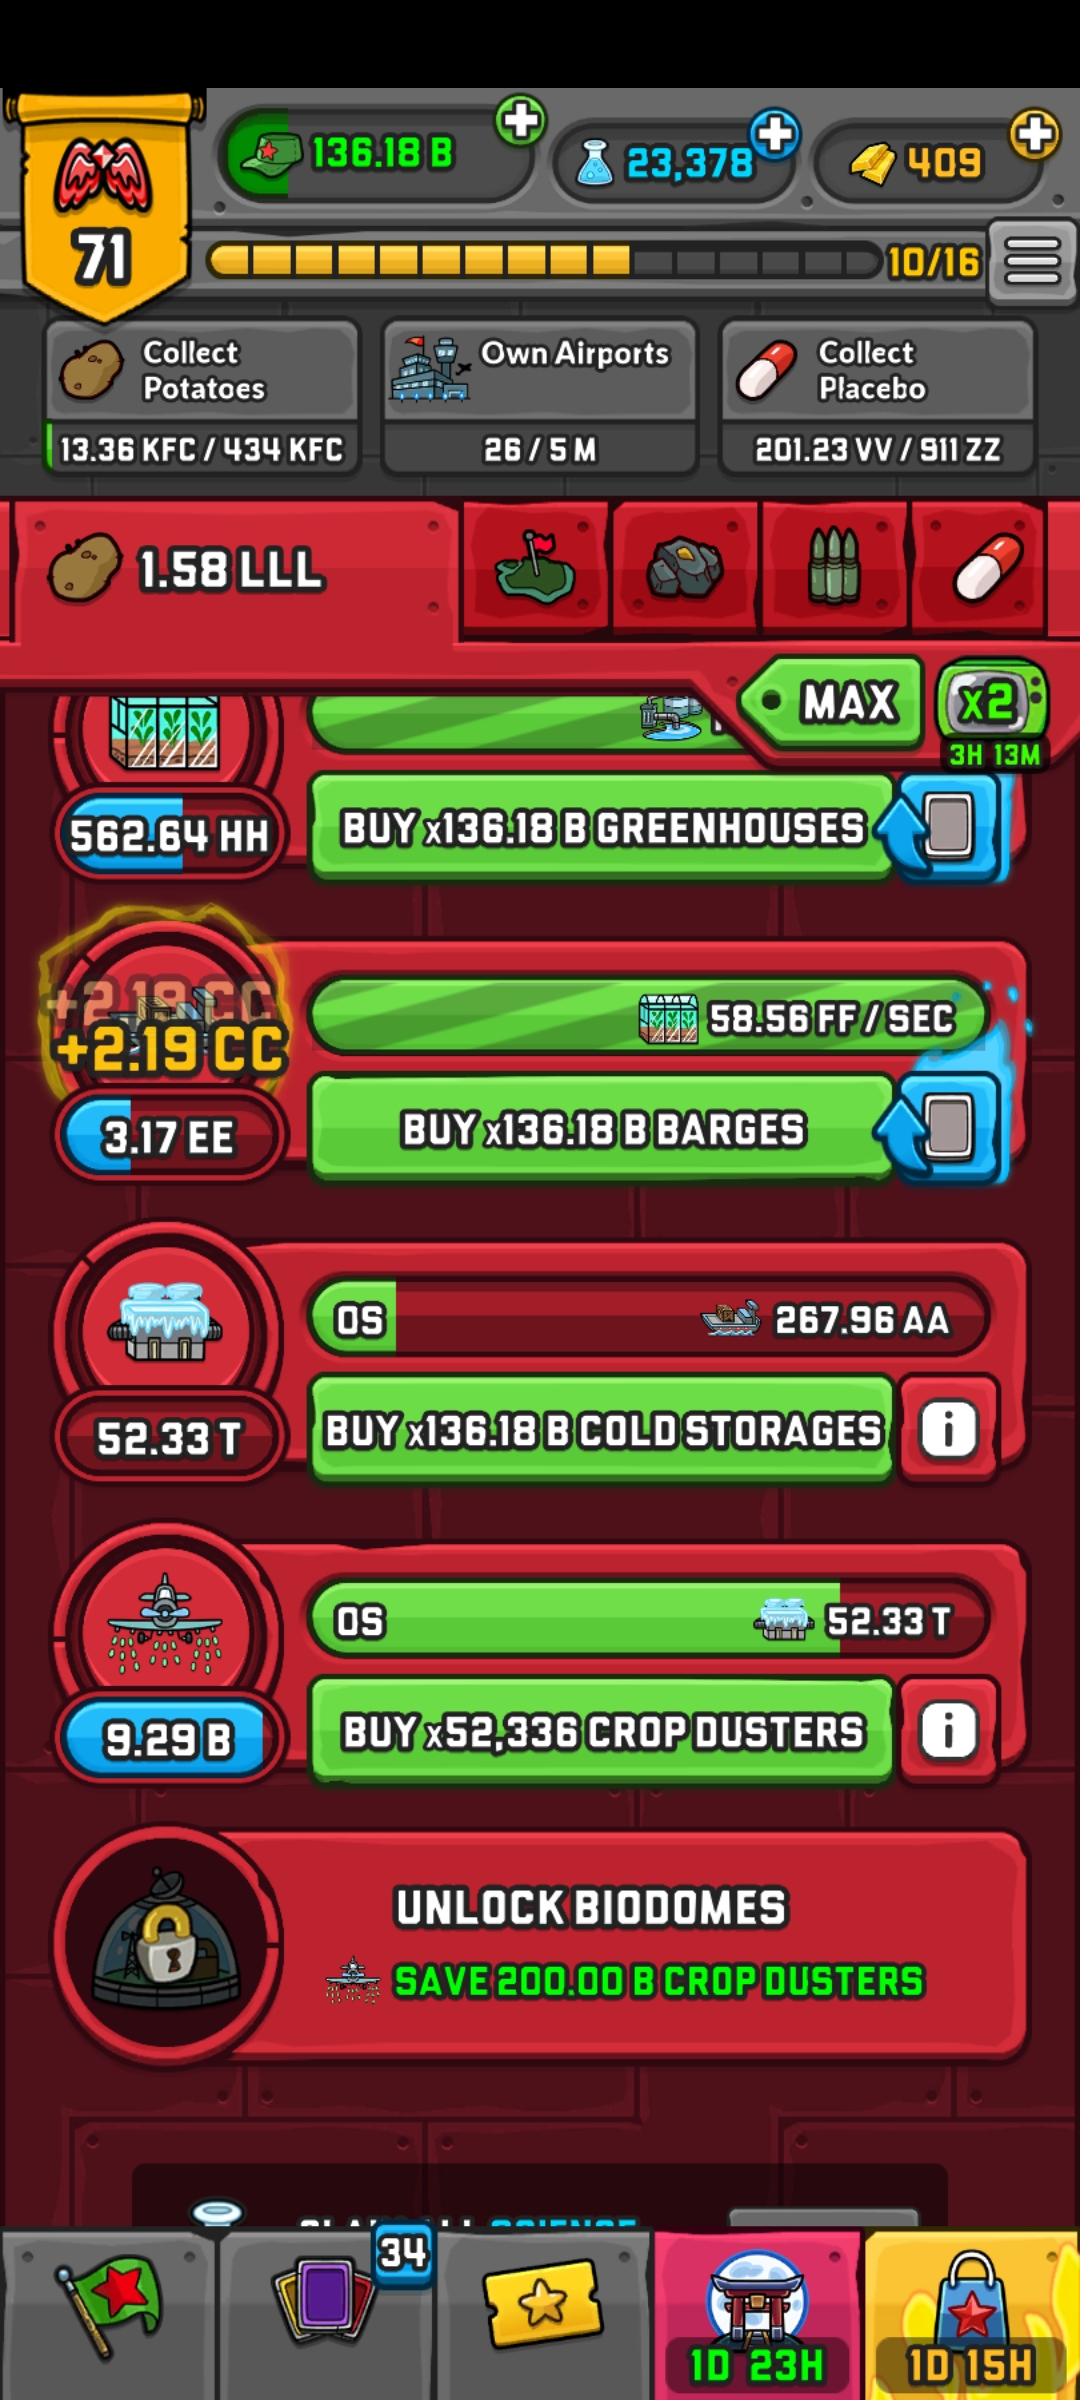 136.18 B
23,378
409
71
10/16
Collect
Potatoes
13.36 KFC / 434 KFC
Own Airports
26 / 5 M
Collect
Placebo
201.23 VV / 911 ZZ
1.58 LLL
MAX
x2
3H 13M
562.64 HH
BUY x136.18 B GREENHOUSES
+2.19 CC
+2.19 CC
58.56 FF / SEC
3.17 EE
BUY x136.18 B BARGES
0S
267.96 AA
52.33 T
BUY x136.18 B COLD STORAGES
i
0S
52.33 T
9.29 B
BUY x52,336 CROP DUSTERS
i
UNLOCK BIODOMES
SAVE 200.00 B CROP DUSTERS
34
1D 23H
1D 15H